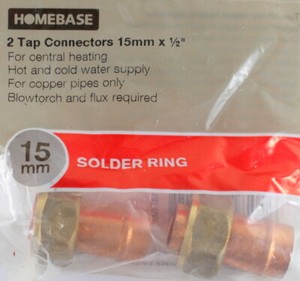 HOMEBASE
2 Tap Connectors 15mm x ½"
For central heating
Hot and cold water supply
For copper pipes only
Blowtorch and flux required
15 mm
SOLDER RING